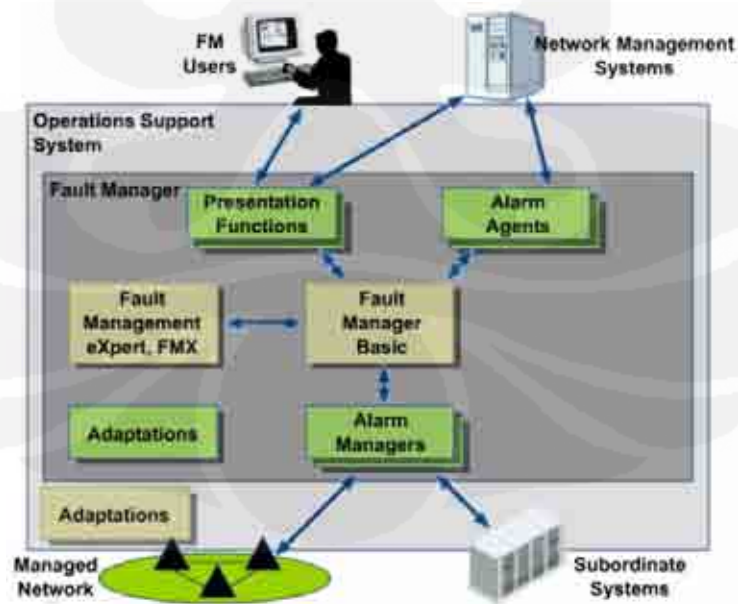 FM
Users
Network Management
Systems
Operations Support
System
Fault Manager
Presentation
Functions
Alarm
Agents
Fault
Management
eXpert, FMX
Fault
Manager
Basic
Adaptations
Alarm
Managers
Adaptations
Managed
Network
Subordinate
Systems